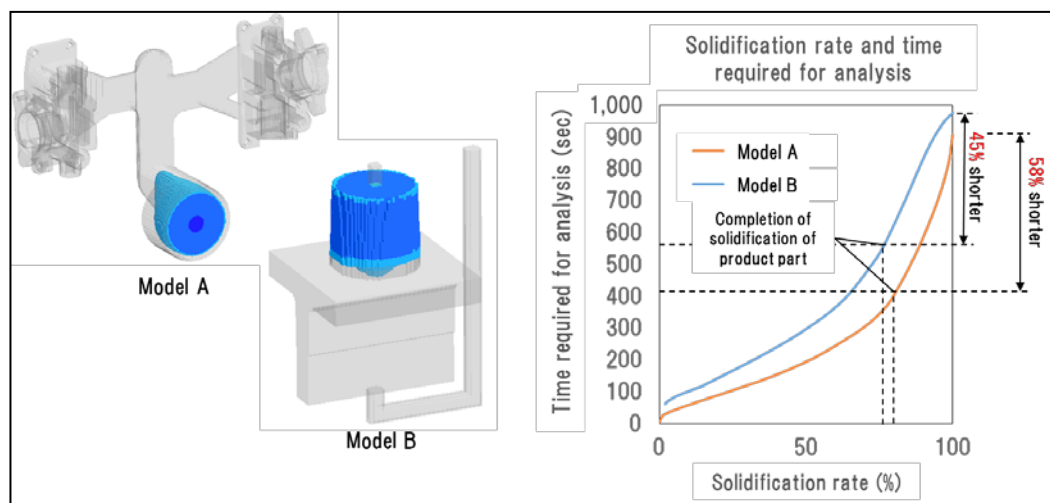 Model A
Model B
Solidification rate and time
required for analysis
Time required for analysis (sec)
1,000
900
800
700
600
500
400
300
200
100
0
Model A
Model B
Completion of
solidification of
product part
45% shorter
58% shorter
0
50
100
Solidification rate (%)